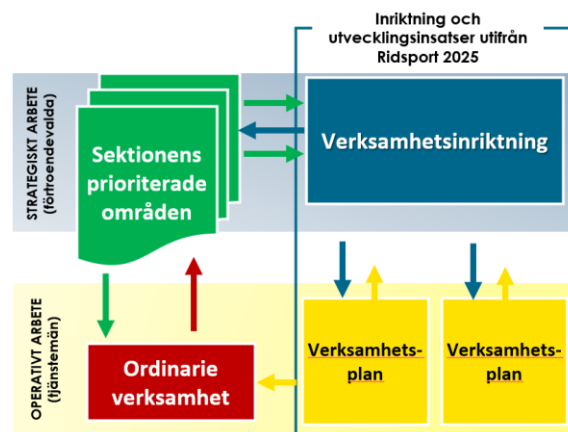 Inriktning och
utvecklingsinsatser utifrån
Ridsport 2025
STRATEGISKT ARBETE
(förtroendevalda)
Sektionens
prioriterade
områden
Verksamhetsinriktning
OPERATIVT ARBETE
(tjänstemän)
Ordinarie
verksamhet
Verksamhets-
plan
Verksamhets-
plan